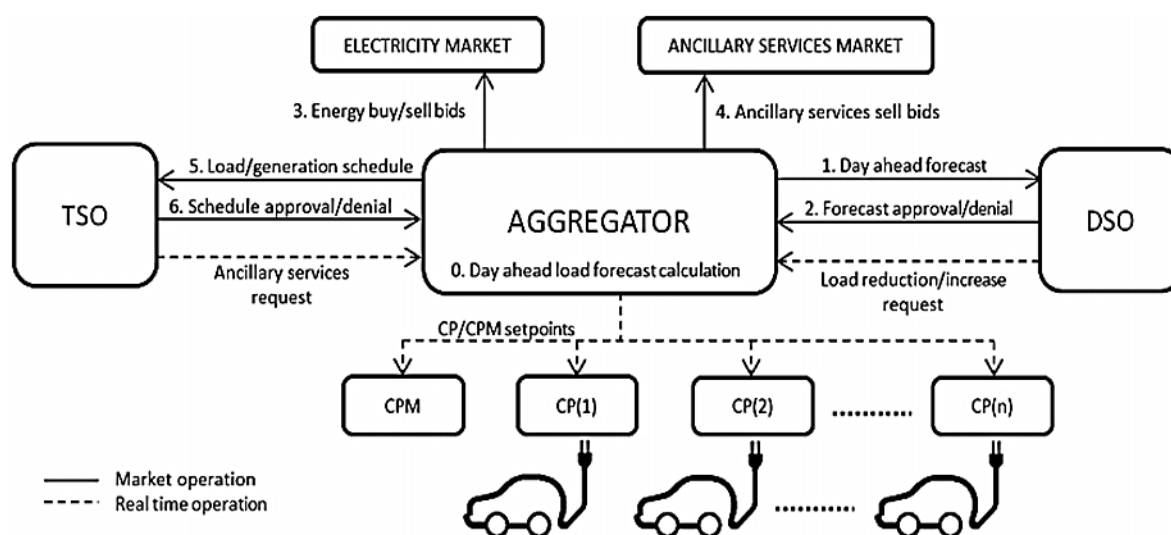 ELECTRICITY MARKET
ANCILLARY SERVICES MARKET
3. Energy buy/sell bids
4. Ancillary services sell bids
TSO
5. Load/generation schedule
6. Schedule approval/denial
Ancillary services
request
AGGREGATOR
0. Day ahead load forecast calculation
1. Day ahead forecast
2. Forecast approval/denial
Load reduction/increase
request
DSO
CP/CPM setpoints
CPM
CP(1)
CP(2)
CP(n)
Market operation
Real time operation